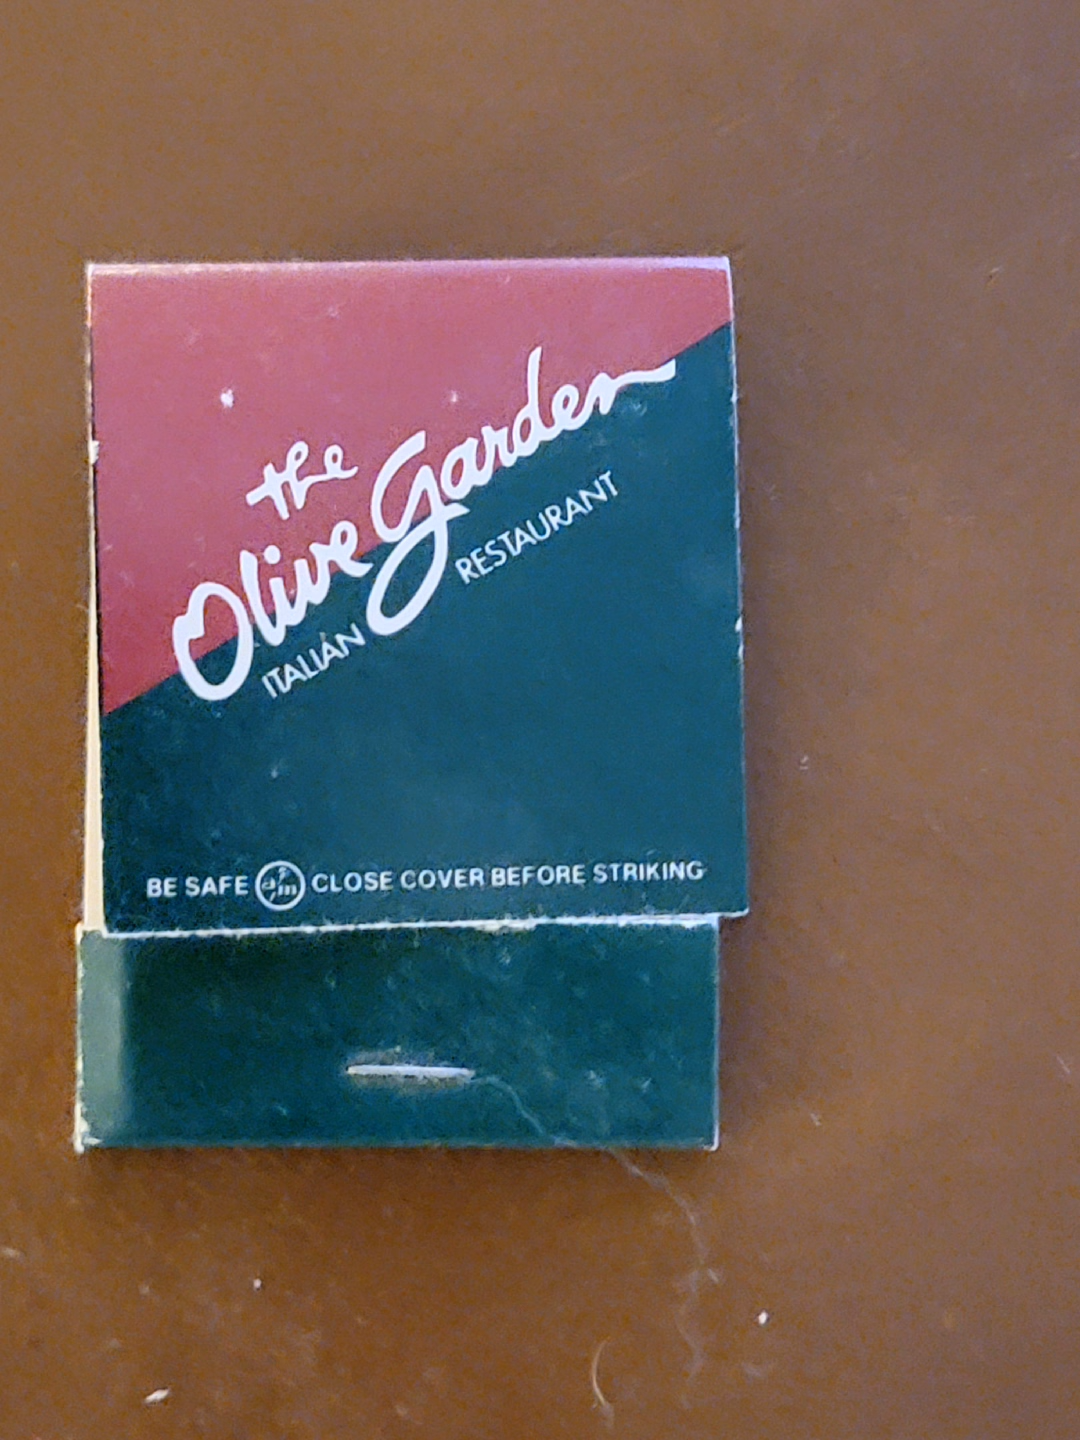 the
Olive Garden
ITALIAN RESTAURANT
BE SAFE CLOSE COVER BEFORE STRIKING